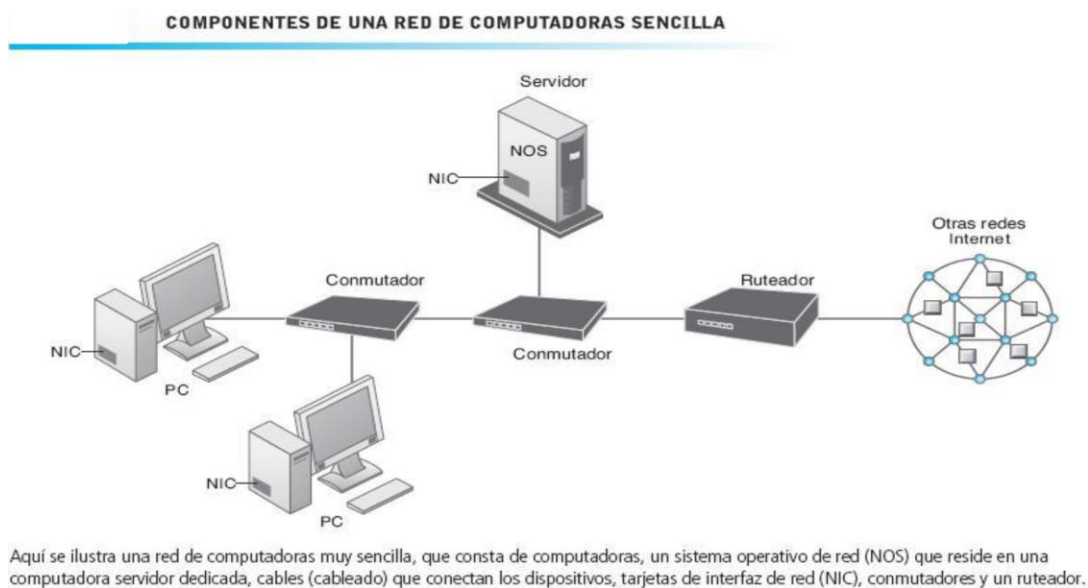 COMPONENTES DE UNA RED DE COMPUTADORAS SENCILLA
Servidor
NOS
NIC
Otras redes
Internet
Conmutador
Ruteador
Conmutador
NIC
PC
NIC
PC
Aquí se ilustra una red de computadoras muy sencilla, que consta de computadoras, un sistema operativo de red (NOS) que reside en una
computadora servidor dedicada, cables (cableado) que conectan los dispositivos, tarjetas de interfaz de red (NIC), conmutadores y un ruteador.